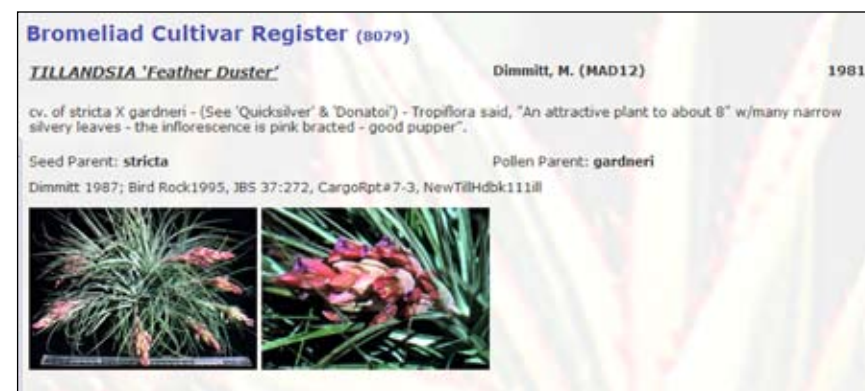 Bromeliad Cultivar Register (8079)
TILLANDSIA 'Feather Duster' Dimmitt, M. (MAD12) 1981
cv. of stricta X gardneri - (See 'Quicksilver' & 'Donatoi') - Tropiflora said, "An attractive plant to about 8" w/many narrow
silvery leaves - the inflorescence is pink bracted - good pupper".
Seed Parent: stricta Pollen Parent: gardneri
Dimmitt 1987; Bird Rock1995, JBS 37:272, CargoRpt#7-3, NewTillHdbk111ill